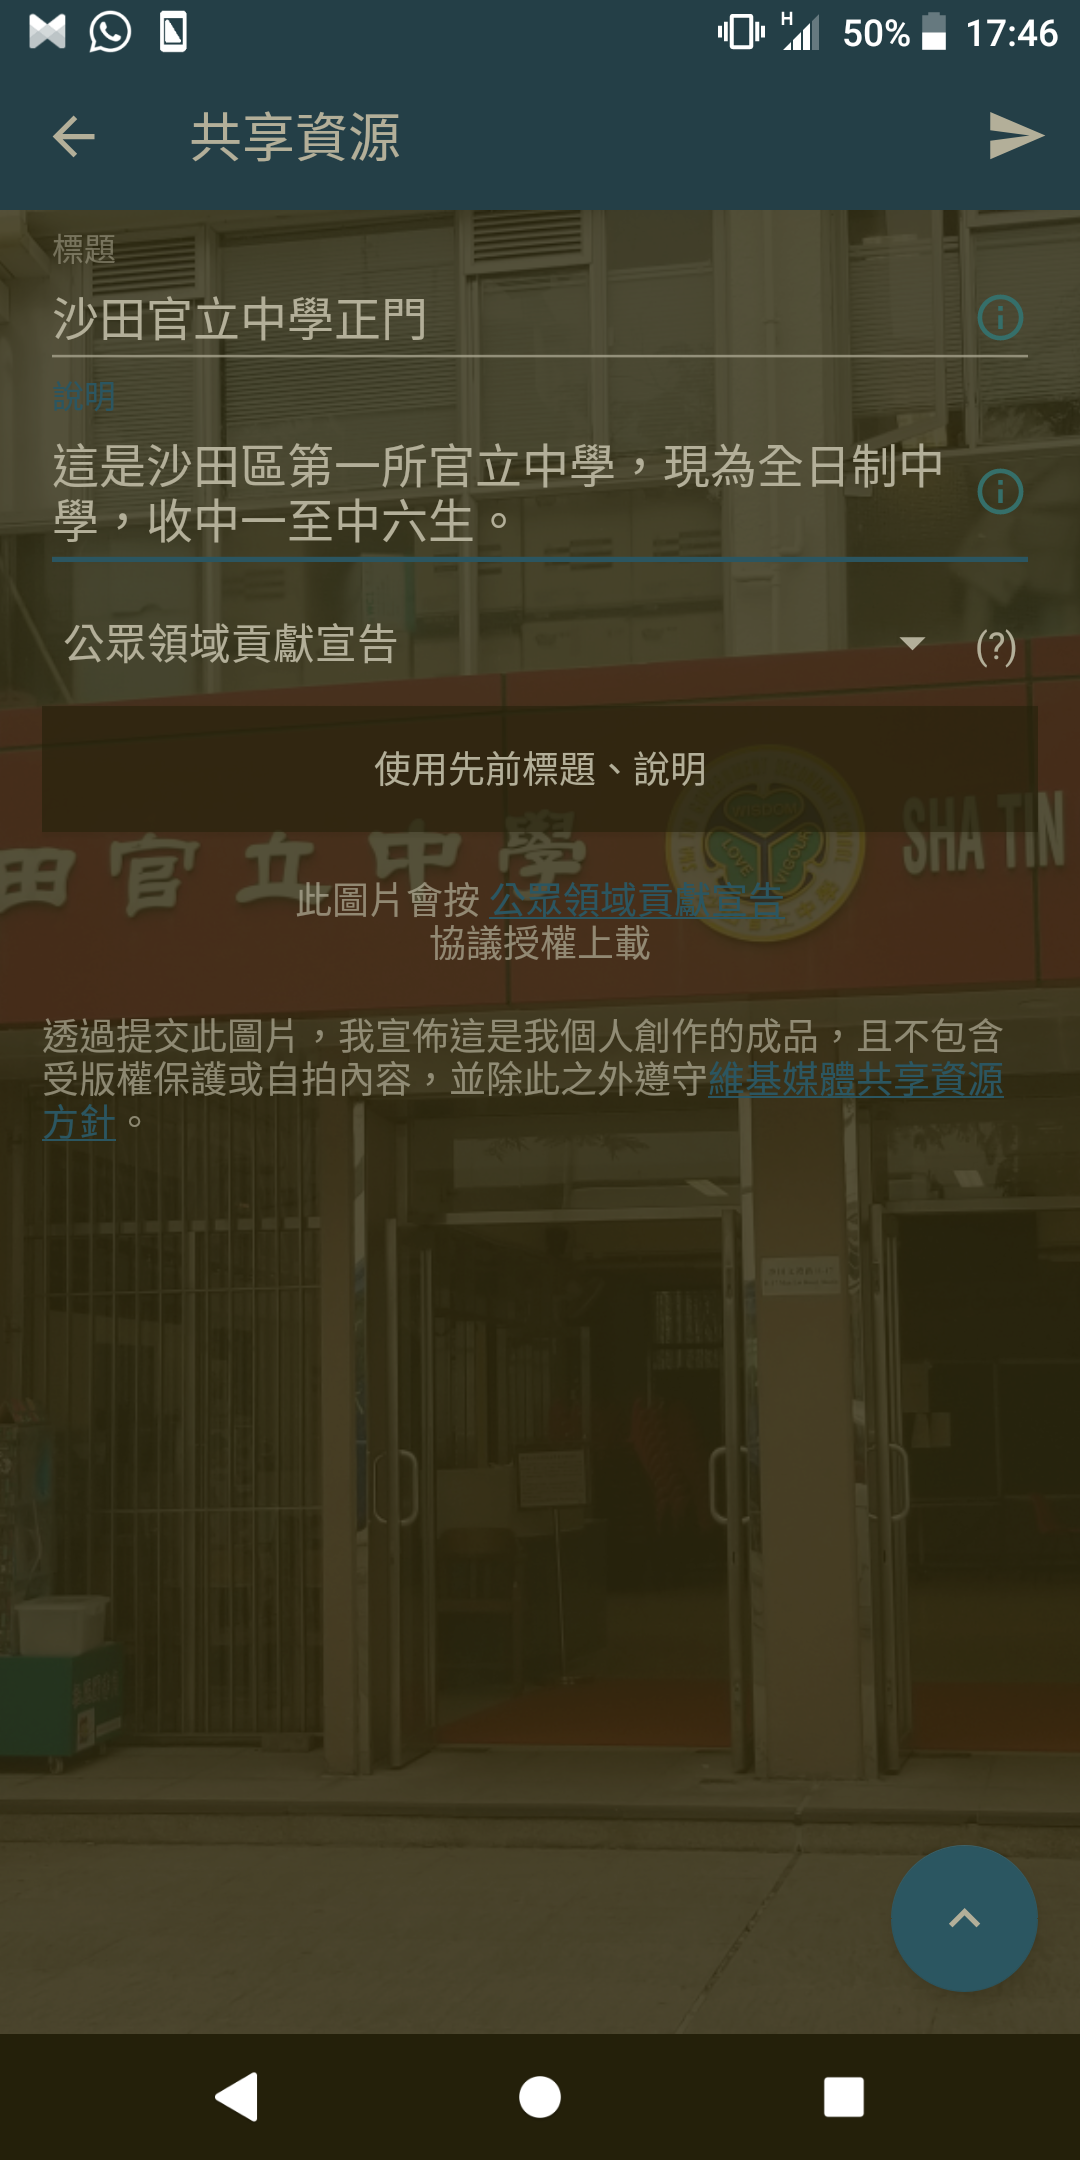 H 50% 17:46
共享資源
標題
沙田官立中學正門
說明
這是沙田區第一所官立中學，現為全日制中
學，收中一至中六生。
公眾領域貢獻宣告 (?)
使用先前標題、說明
WISDOM
LOVE VIGOUR
田官立中學 SHA TIN
此圖片會按 公眾領域貢獻宣告
協議授權上載
透過提交此圖片，我宣佈這是我個人創作的成品，且不包含
受版權保護或自拍內容，並除此之外遵守維基媒體共享資源
方針。